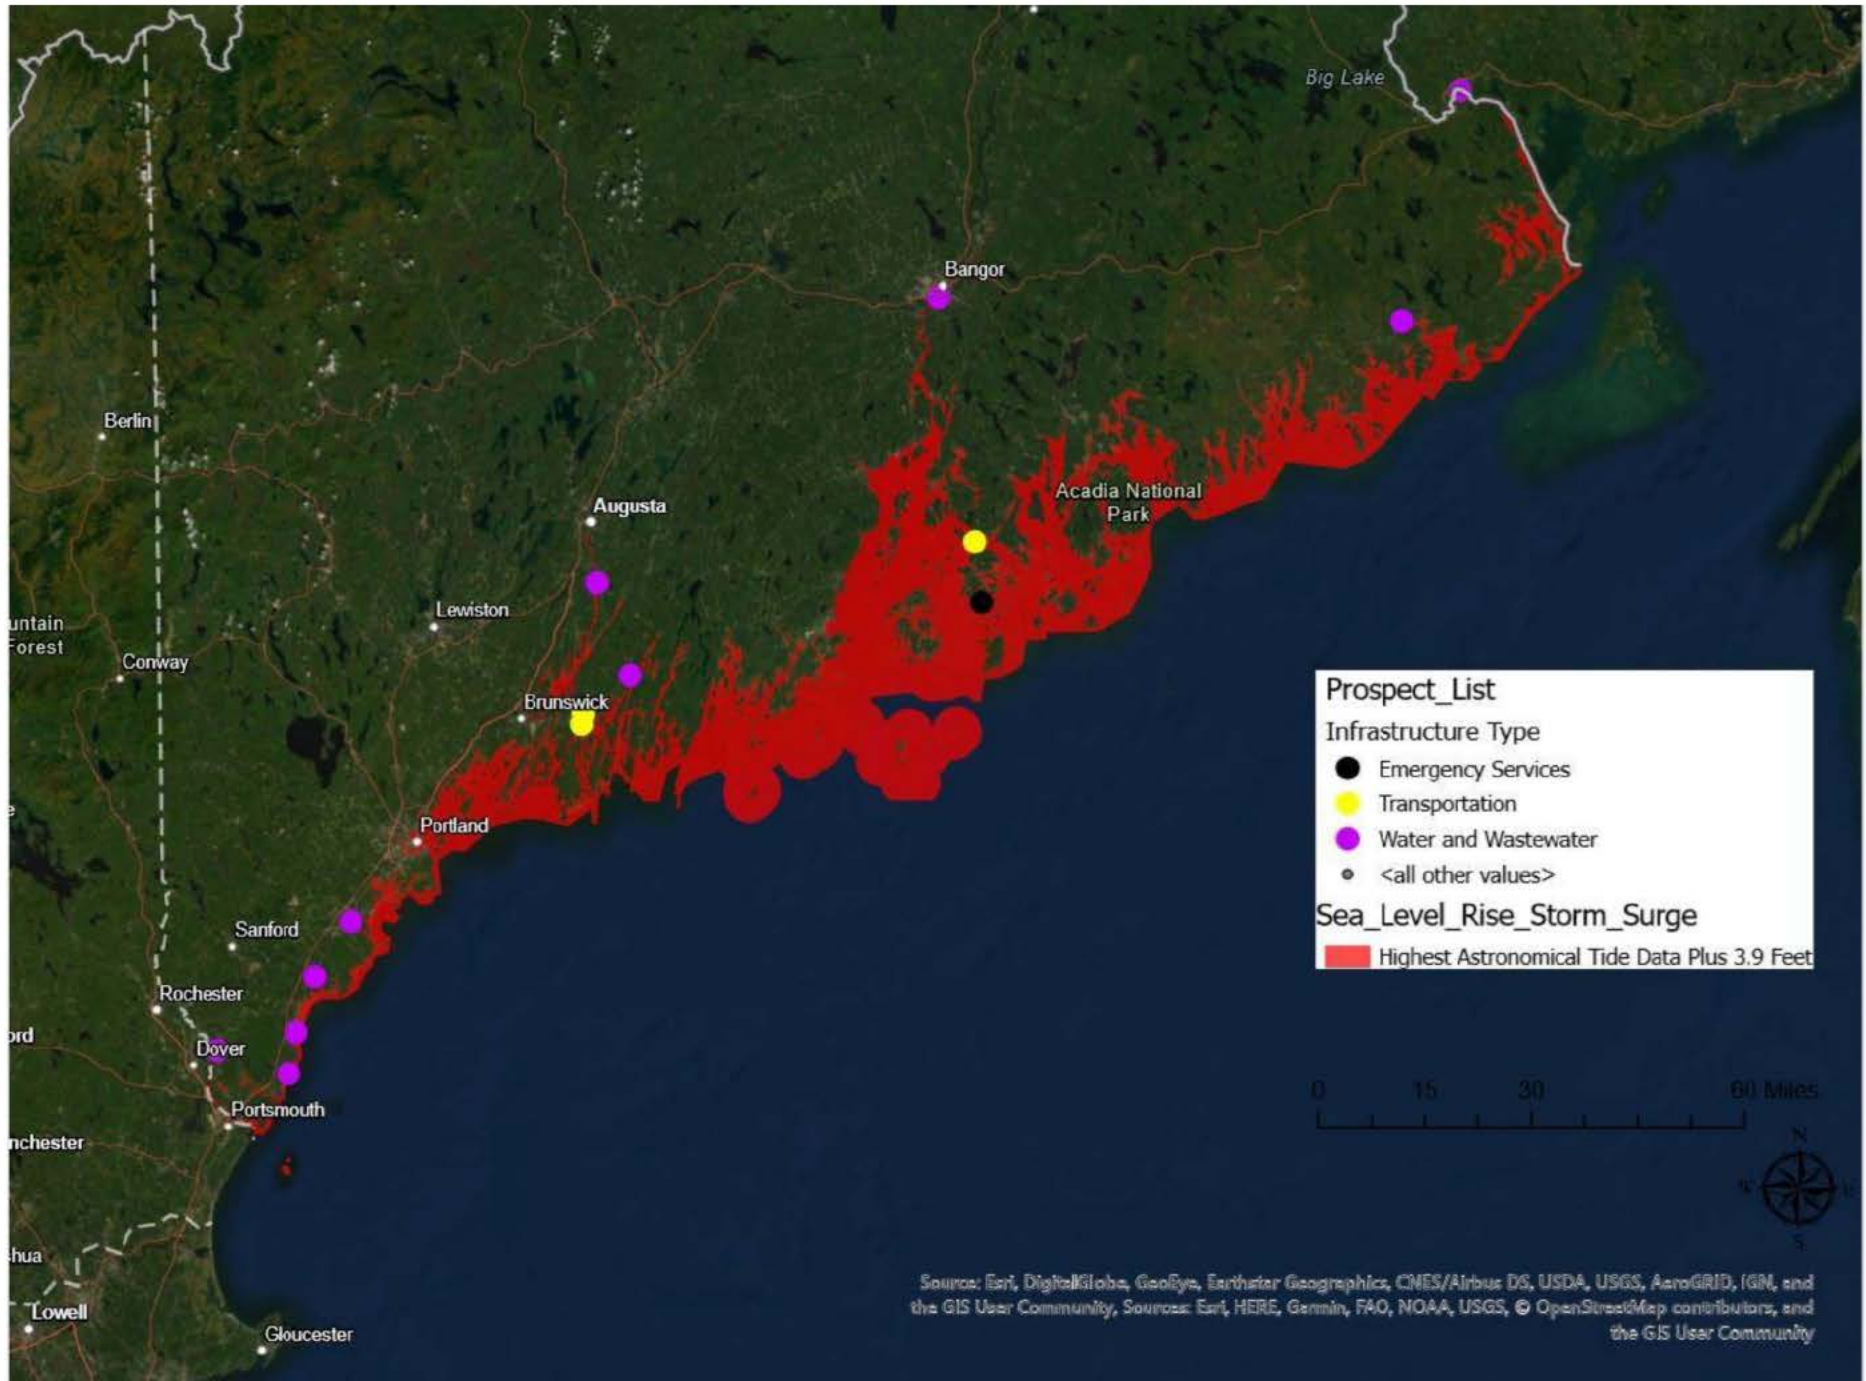 Big Lake
Bangor
Berlin
Acadia National
Park
Augusta
Lewiston
untain
Forest
Conway
Brunswick
Prospect_List
Infrastructure Type
Emergency Services
Transportation
Water and Wastewater
<all other values>
Sea_Level_Rise_Storm_Surge
Highest Astronomical Tide Data Plus 3.9 Feet
e
Portland
Sanford
Rochester
ord
Dover
0 15 30 60 Miles
Portsmouth
nchester
N
W E
S
hua
Lowell
Gloucester
Source: Esri, DigitalGlobe, GeoEye, Earthstar Geographics, CNES/Airbus DS, USDA, USGS, AeroGRID, IGN, and
the GIS User Community, Sources: Esri, HERE, Garmin, FAO, NOAA, USGS, © OpenStreetMap contributors, and
the GIS User Community